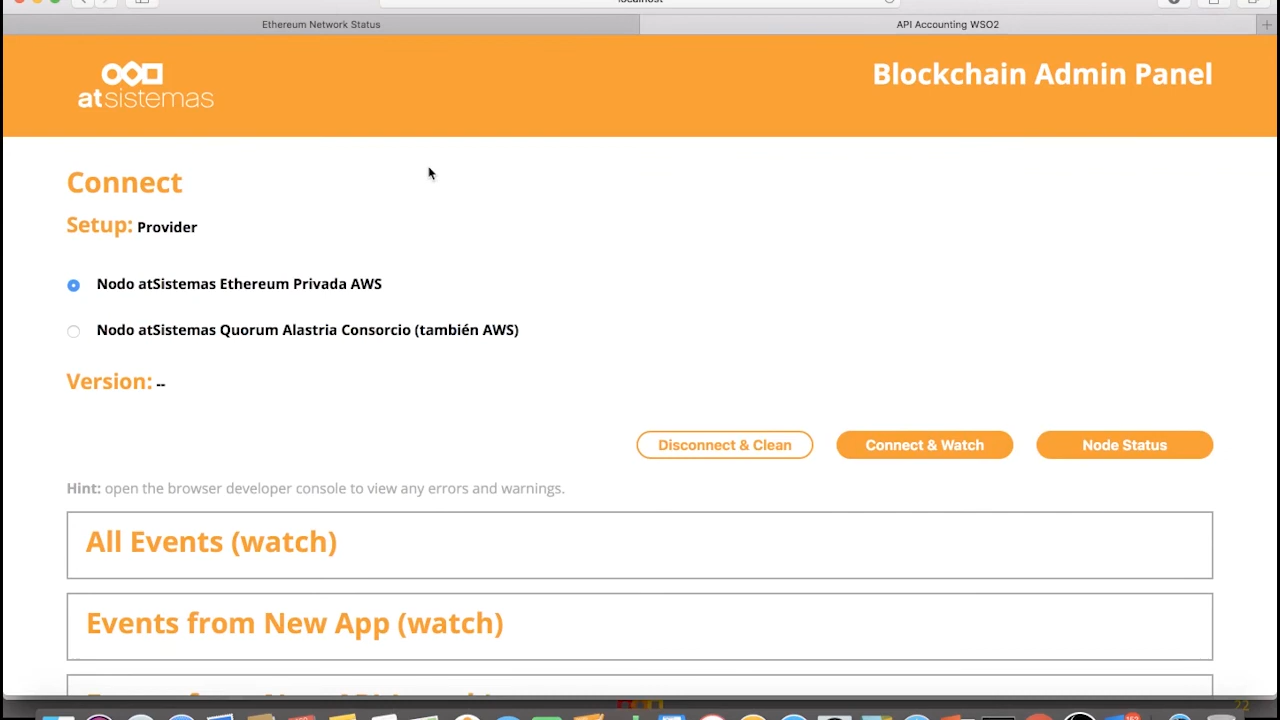 localhost
Ethereum Network Status
API Accounting WSO2
atsistemas
Blockchain Admin Panel
Connect
Setup: Provider
Nodo atSistemas Ethereum Privada AWS
Nodo atSistemas Quorum Alastria Consorcio (también AWS)
Version: --
Disconnect & Clean
Connect & Watch
Node Status
Hint: open the browser developer console to view any errors and warnings.
All Events (watch)
Events from New App (watch)
22